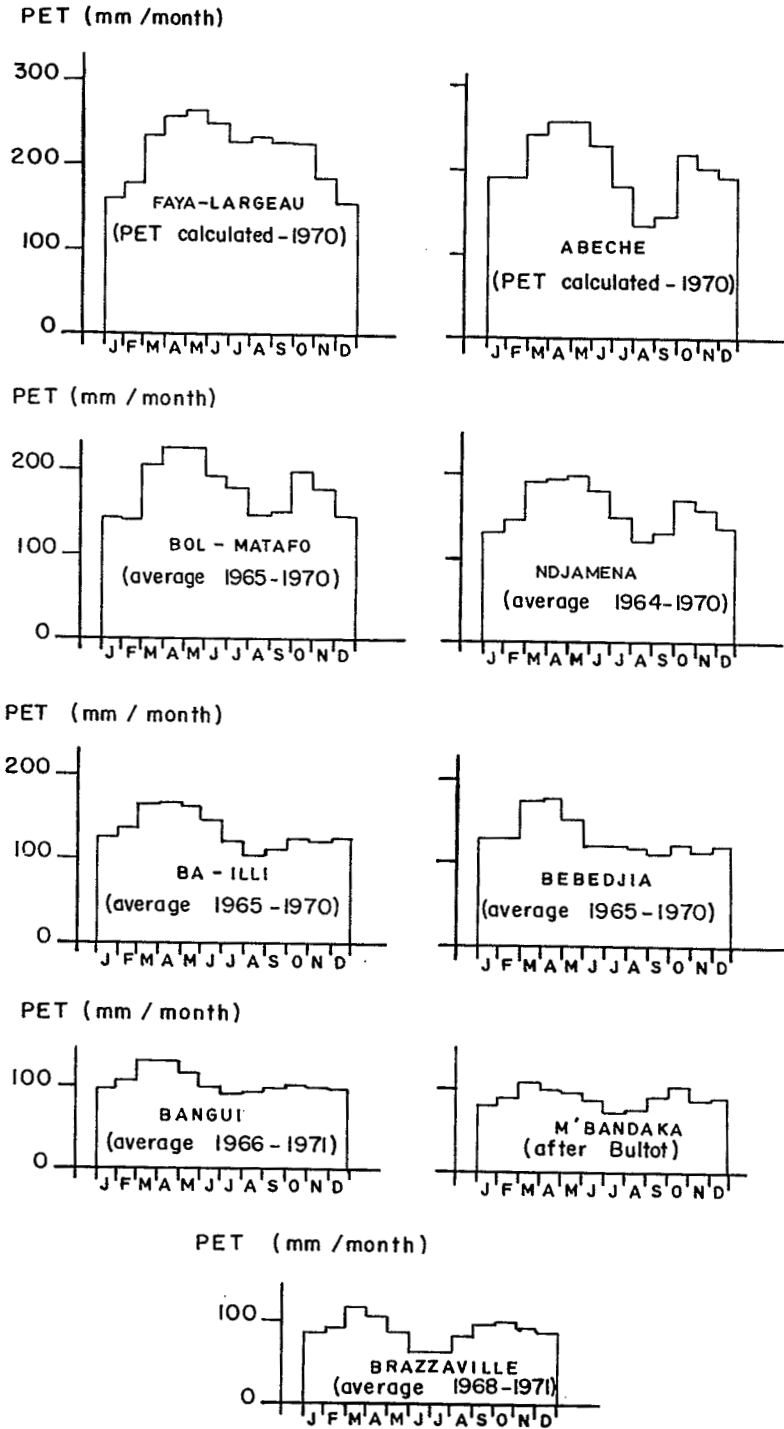 PET (mm /month)
300
200
100
0
FAYA-LARGEAU
(PET calculated-1970)
J F M A M J J A S O N D
ABECHE
(PET calculated-1970)
J F M A M J J A S O N D
PET (mm / month)
200
100
0
BOL - MATAFO
(average 1965-1970)
J F M A M J J A S O N D
NDJAMENA
(average 1964-1970)
J F M A M J J A S O N D
PET (mm / month)
200
100
0
BA - ILLI
(average 1965-1970)
J F M A M J J A S O N D
BEBEDJIA
(average 1965-1970)
J F M A M J J A S O N D
PET (mm / month)
100
0
BANGUI
(average 1966-1971)
J F M A M J J A S O N D
M'BANDAKA
(after Bultot)
J F M A M J J A S O N D
PET (mm /month)
100
0
BRAZZAVILLE
(average 1968-1971)
J F M A M J J A S O N D